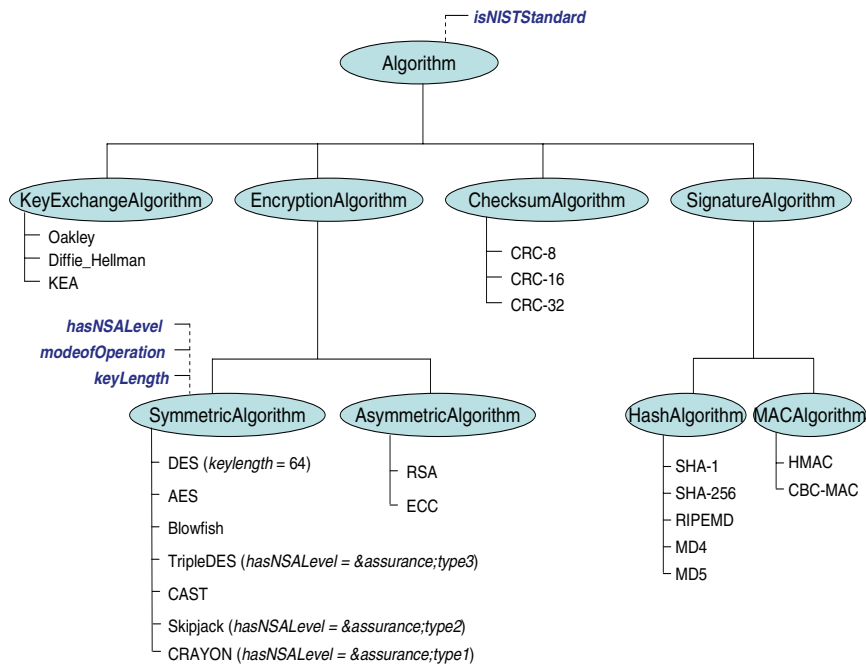 isNISTStandard
Algorithm
KeyExchangeAlgorithm
EncryptionAlgorithm
ChecksumAlgorithm
SignatureAlgorithm
Oakley
Diffie_Hellman
KEA
CRC-8
CRC-16
CRC-32
hasNSALevel
modeofOperation
keyLength
SymmetricAlgorithm
AsymmetricAlgorithm
HashAlgorithm
MACAlgorithm
DES (keylength = 64)
AES
Blowfish
TripleDES (hasNSALevel = &assurance;type3)
CAST
Skipjack (hasNSALevel = &assurance;type2)
CRAYON (hasNSALevel = &assurance;type1)
RSA
ECC
SHA-1
SHA-256
RIPEMD
MD4
MD5
HMAC
CBC-MAC